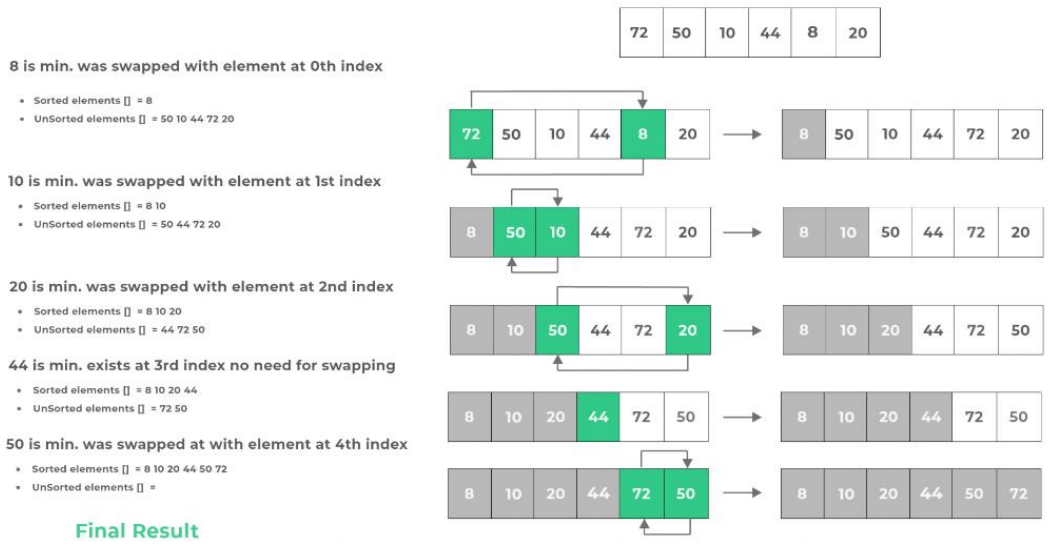 72 50 10 44 8 20
8 is min. was swapped with element at 0th index
• Sorted elements [] = 8
• UnSorted elements [] = 50 10 44 72 20
72 50 10 44 8 20
8 50 10 44 72 20
10 is min. was swapped with element at 1st index
• Sorted elements [] = 8 10
• UnSorted elements [] = 50 44 72 20
8 50 10 44 72 20
8 10 50 44 72 20
20 is min. was swapped with element at 2nd index
• Sorted elements [] = 8 10 20
• UnSorted elements [] = 44 72 50
8 10 50 44 72 20
8 10 20 44 72 50
44 is min. exists at 3rd index no need for swapping
• Sorted elements [] = 8 10 20 44
• UnSorted elements [] = 72 50
8 10 20 44 72 50
8 10 20 44 72 50
50 is min. was swapped at with element at 4th index
• Sorted elements [] = 8 10 20 44 50 72
• UnSorted elements [] =
8 10 20 44 72 50
8 10 20 44 50 72
Final Result